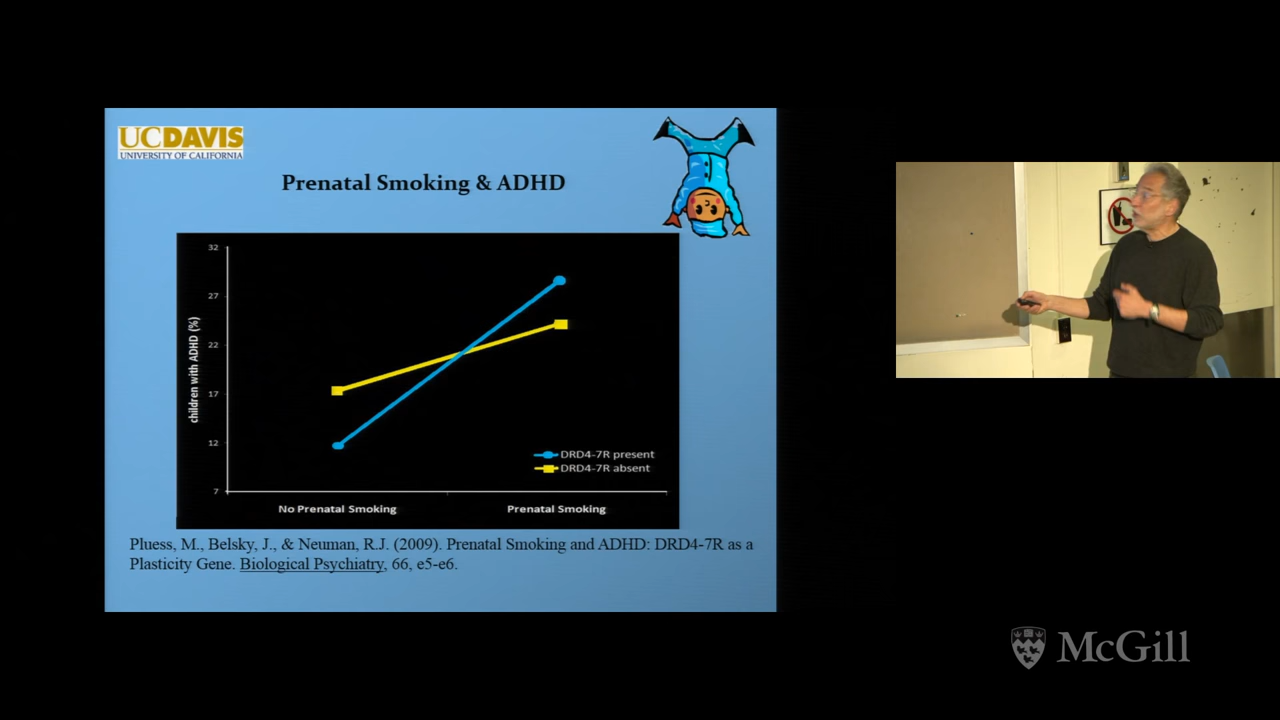 UCDAVIS
UNIVERSITY OF CALIFORNIA
Prenatal Smoking & ADHD
32
27
22
17
12
7
children with ADHD (%)
DRD4-7R present
DRD4-7R absent
No Prenatal Smoking
Prenatal Smoking
Pluess, M., Belsky, J., & Neuman, R.J. (2009). Prenatal Smoking and ADHD: DRD4-7R as a
Plasticity Gene. Biological Psychiatry, 66, e5-e6.
McGill